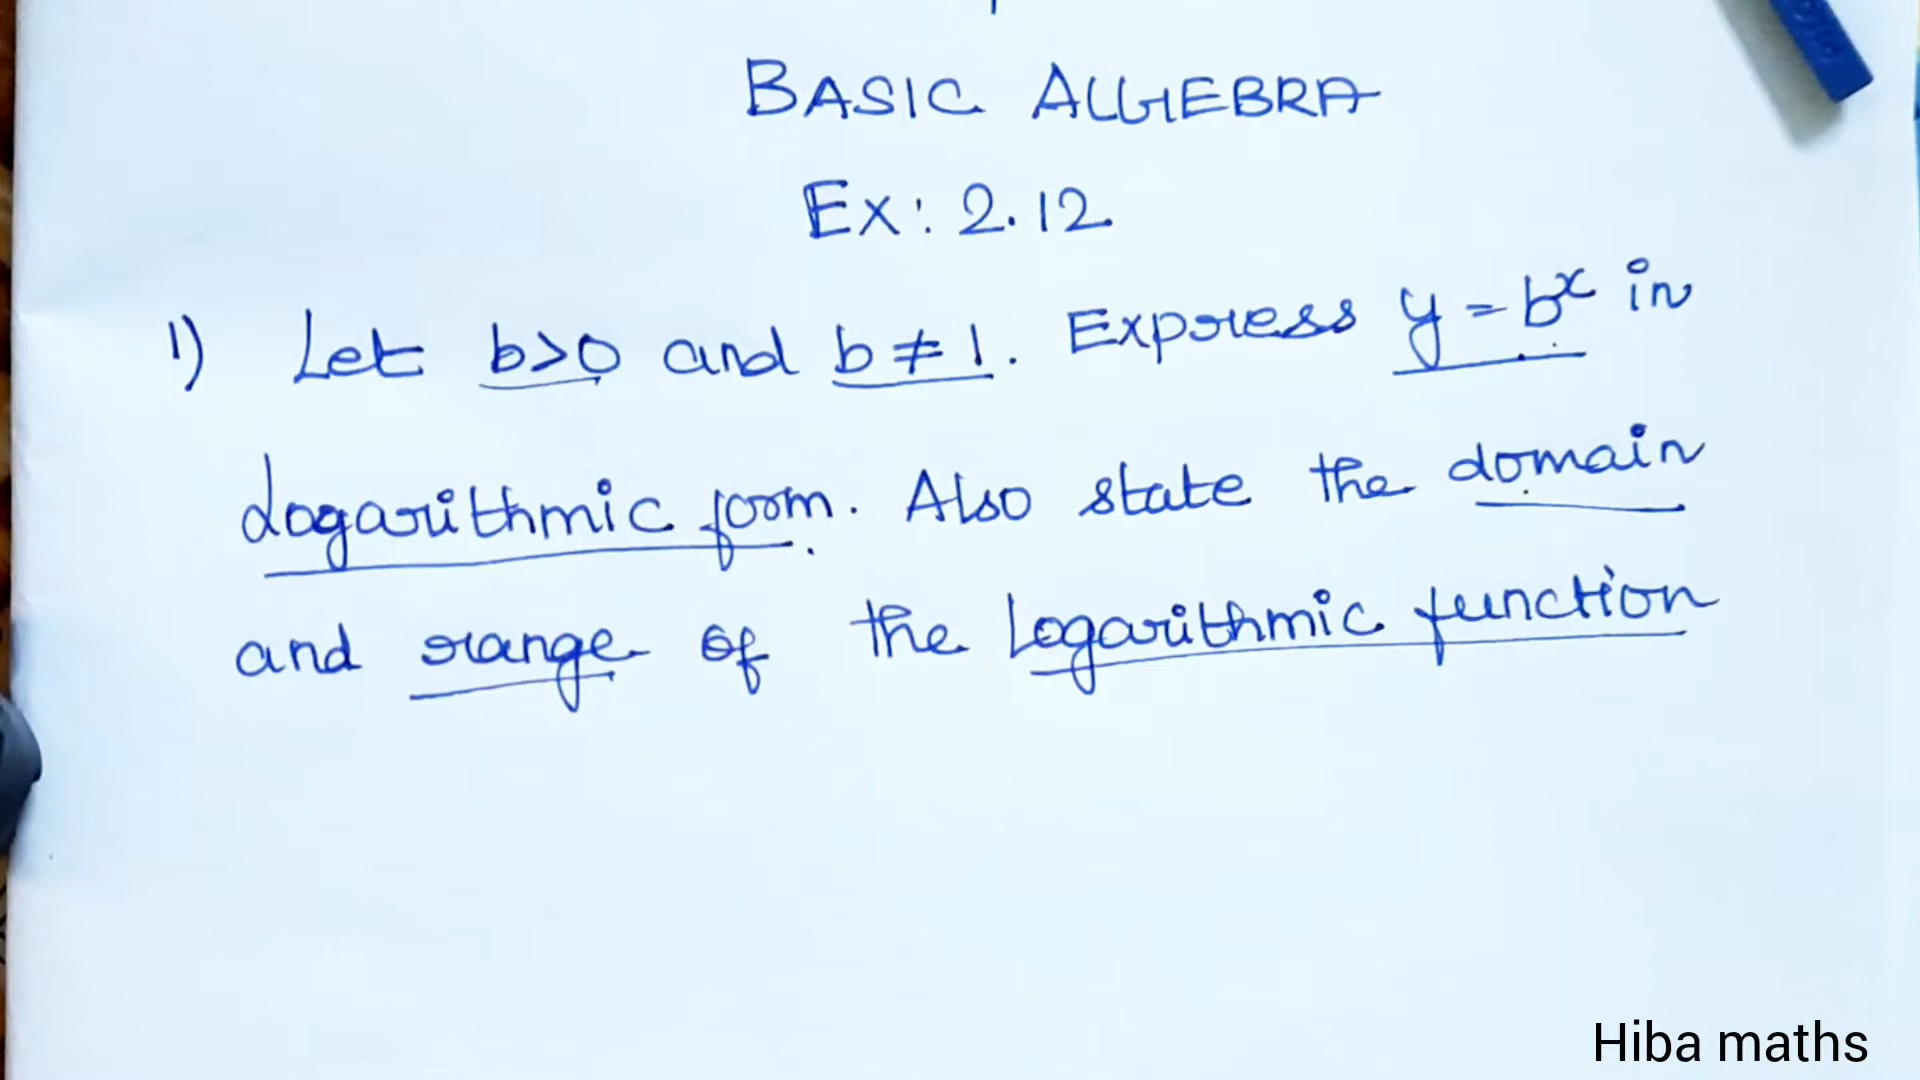 BASIC ALGEBRA
Ex: 2.12
1) Let b>0 and b ≠ 1. Express y = bˣ in
Logarithmic form. Also state the domain
and range of the Logarithmic function
Hiba maths